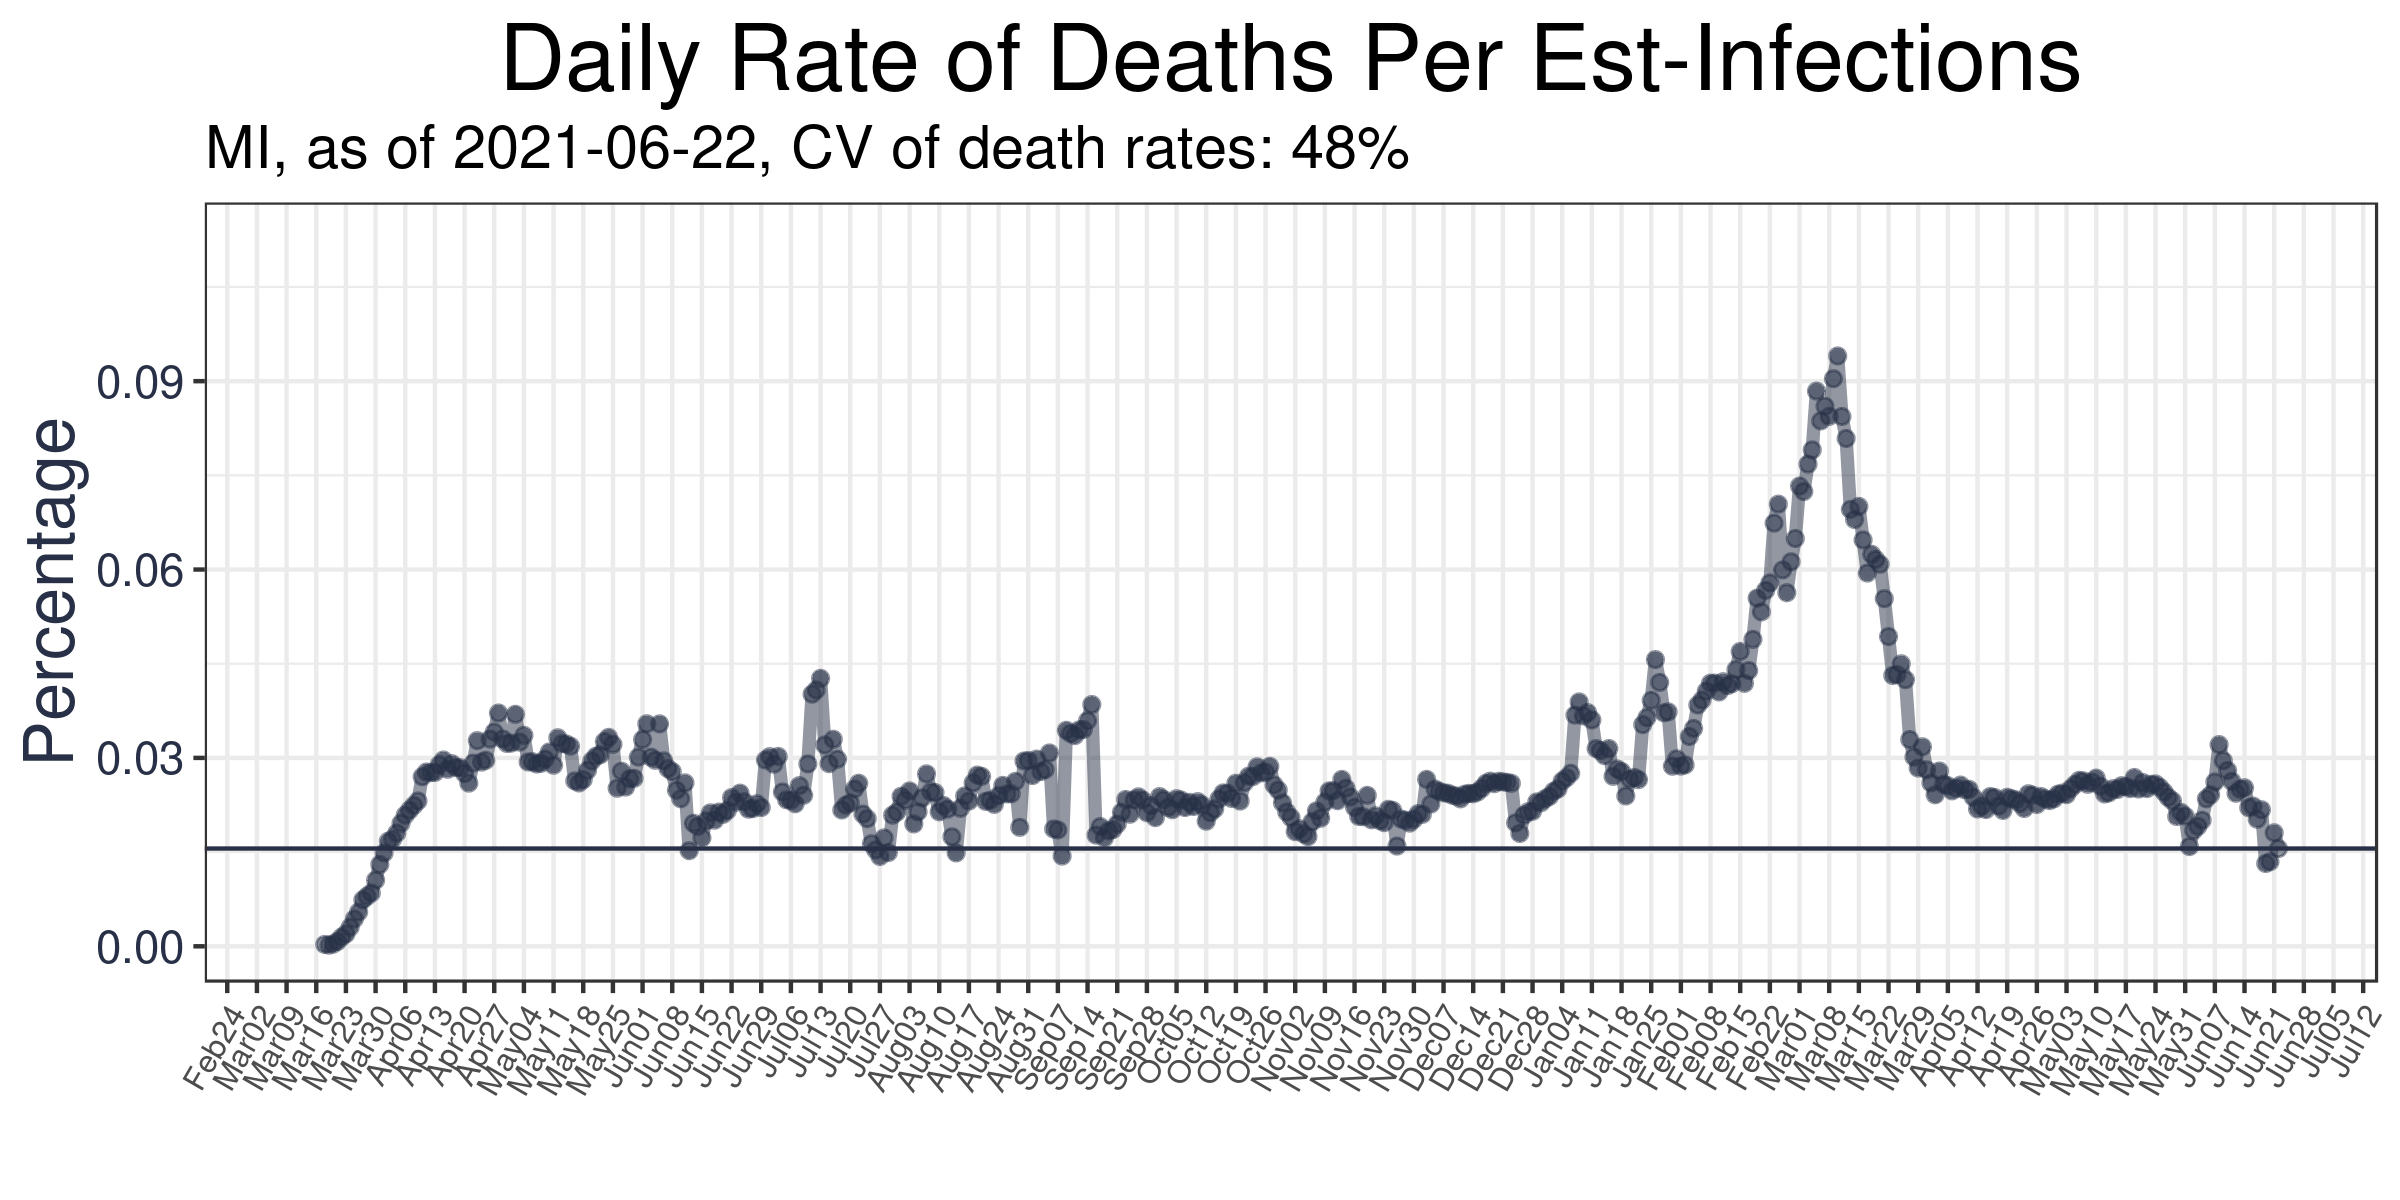 Daily Rate of Deaths Per Est-Infections
MI, as of 2021-06-22, CV of death rates: 48%
Percentage
0.09
0.06
0.03
0.00
Feb24
Mar02
Mar09
Mar16
Mar23
Mar30
Apr06
Apr13
Apr20
Apr27
May04
May11
May18
May25
Jun01
Jun08
Jun15
Jun22
Jun29
Jul06
Jul13
Jul20
Jul27
Aug03
Aug10
Aug17
Aug24
Aug31
Sep07
Sep14
Sep21
Sep28
Oct05
Oct12
Oct19
Oct26
Nov02
Nov09
Nov16
Nov23
Nov30
Dec07
Dec14
Dec21
Dec28
Jan04
Jan11
Jan18
Jan25
Feb01
Feb08
Feb15
Feb22
Mar01
Mar08
Mar15
Mar22
Mar29
Apr05
Apr12
Apr19
Apr26
May03
May10
May17
May24
May31
Jun07
Jun14
Jun21
Jun28
Jul05
Jul12